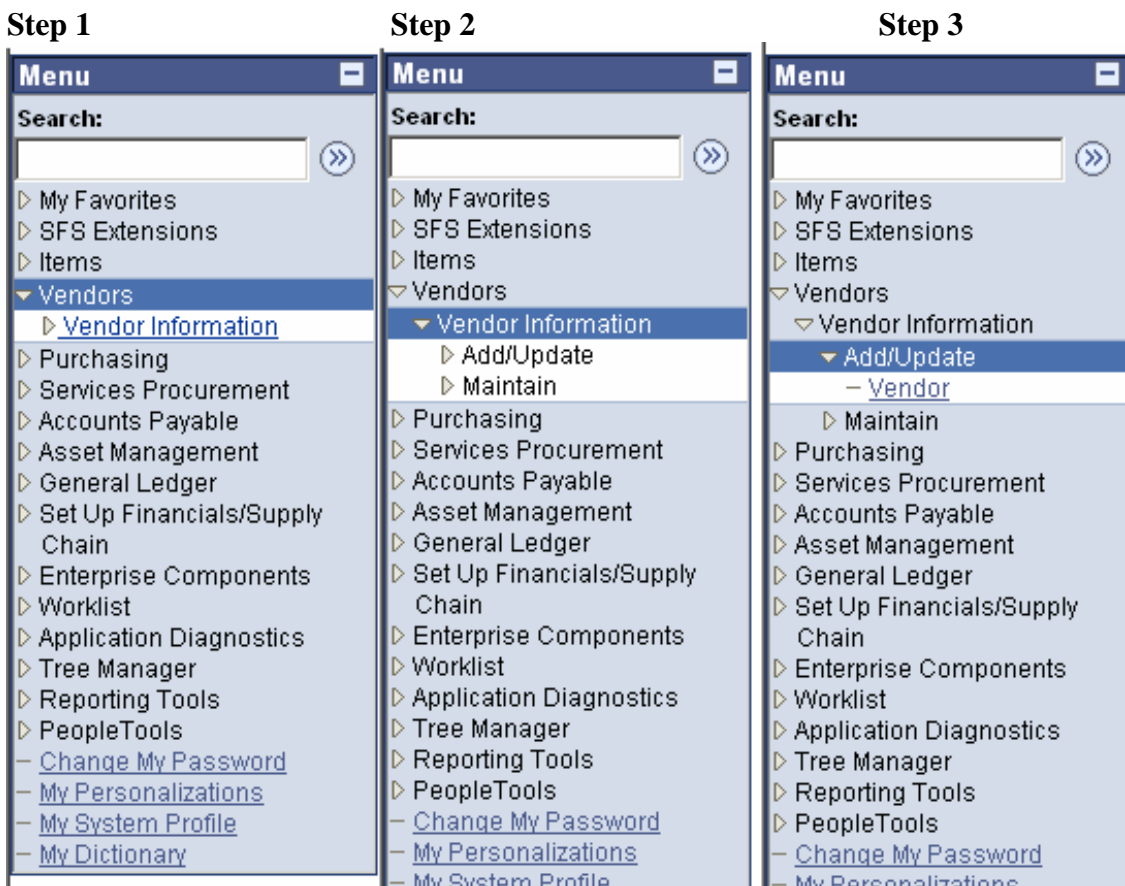 Step 1
Menu
Search:
My Favorites
SFS Extensions
Items
Vendors
Vendor Information
Purchasing
Services Procurement
Accounts Payable
Asset Management
General Ledger
Set Up Financials/Supply
Chain
Enterprise Components
Worklist
Application Diagnostics
Tree Manager
Reporting Tools
PeopleTools
Change My Password
My Personalizations
My System Profile
My Dictionary
Step 2
Menu
Search:
My Favorites
SFS Extensions
Items
Vendors
Vendor Information
Add/Update
Maintain
Purchasing
Services Procurement
Accounts Payable
Asset Management
General Ledger
Set Up Financials/Supply
Chain
Enterprise Components
Worklist
Application Diagnostics
Tree Manager
Reporting Tools
PeopleTools
Change My Password
My Personalizations
My System Profile
Step 3
Menu
Search:
My Favorites
SFS Extensions
Items
Vendors
Vendor Information
Add/Update
Vendor
Maintain
Purchasing
Services Procurement
Accounts Payable
Asset Management
General Ledger
Set Up Financials/Supply
Chain
Enterprise Components
Worklist
Application Diagnostics
Tree Manager
Reporting Tools
PeopleTools
Change My Password
My Personalizations